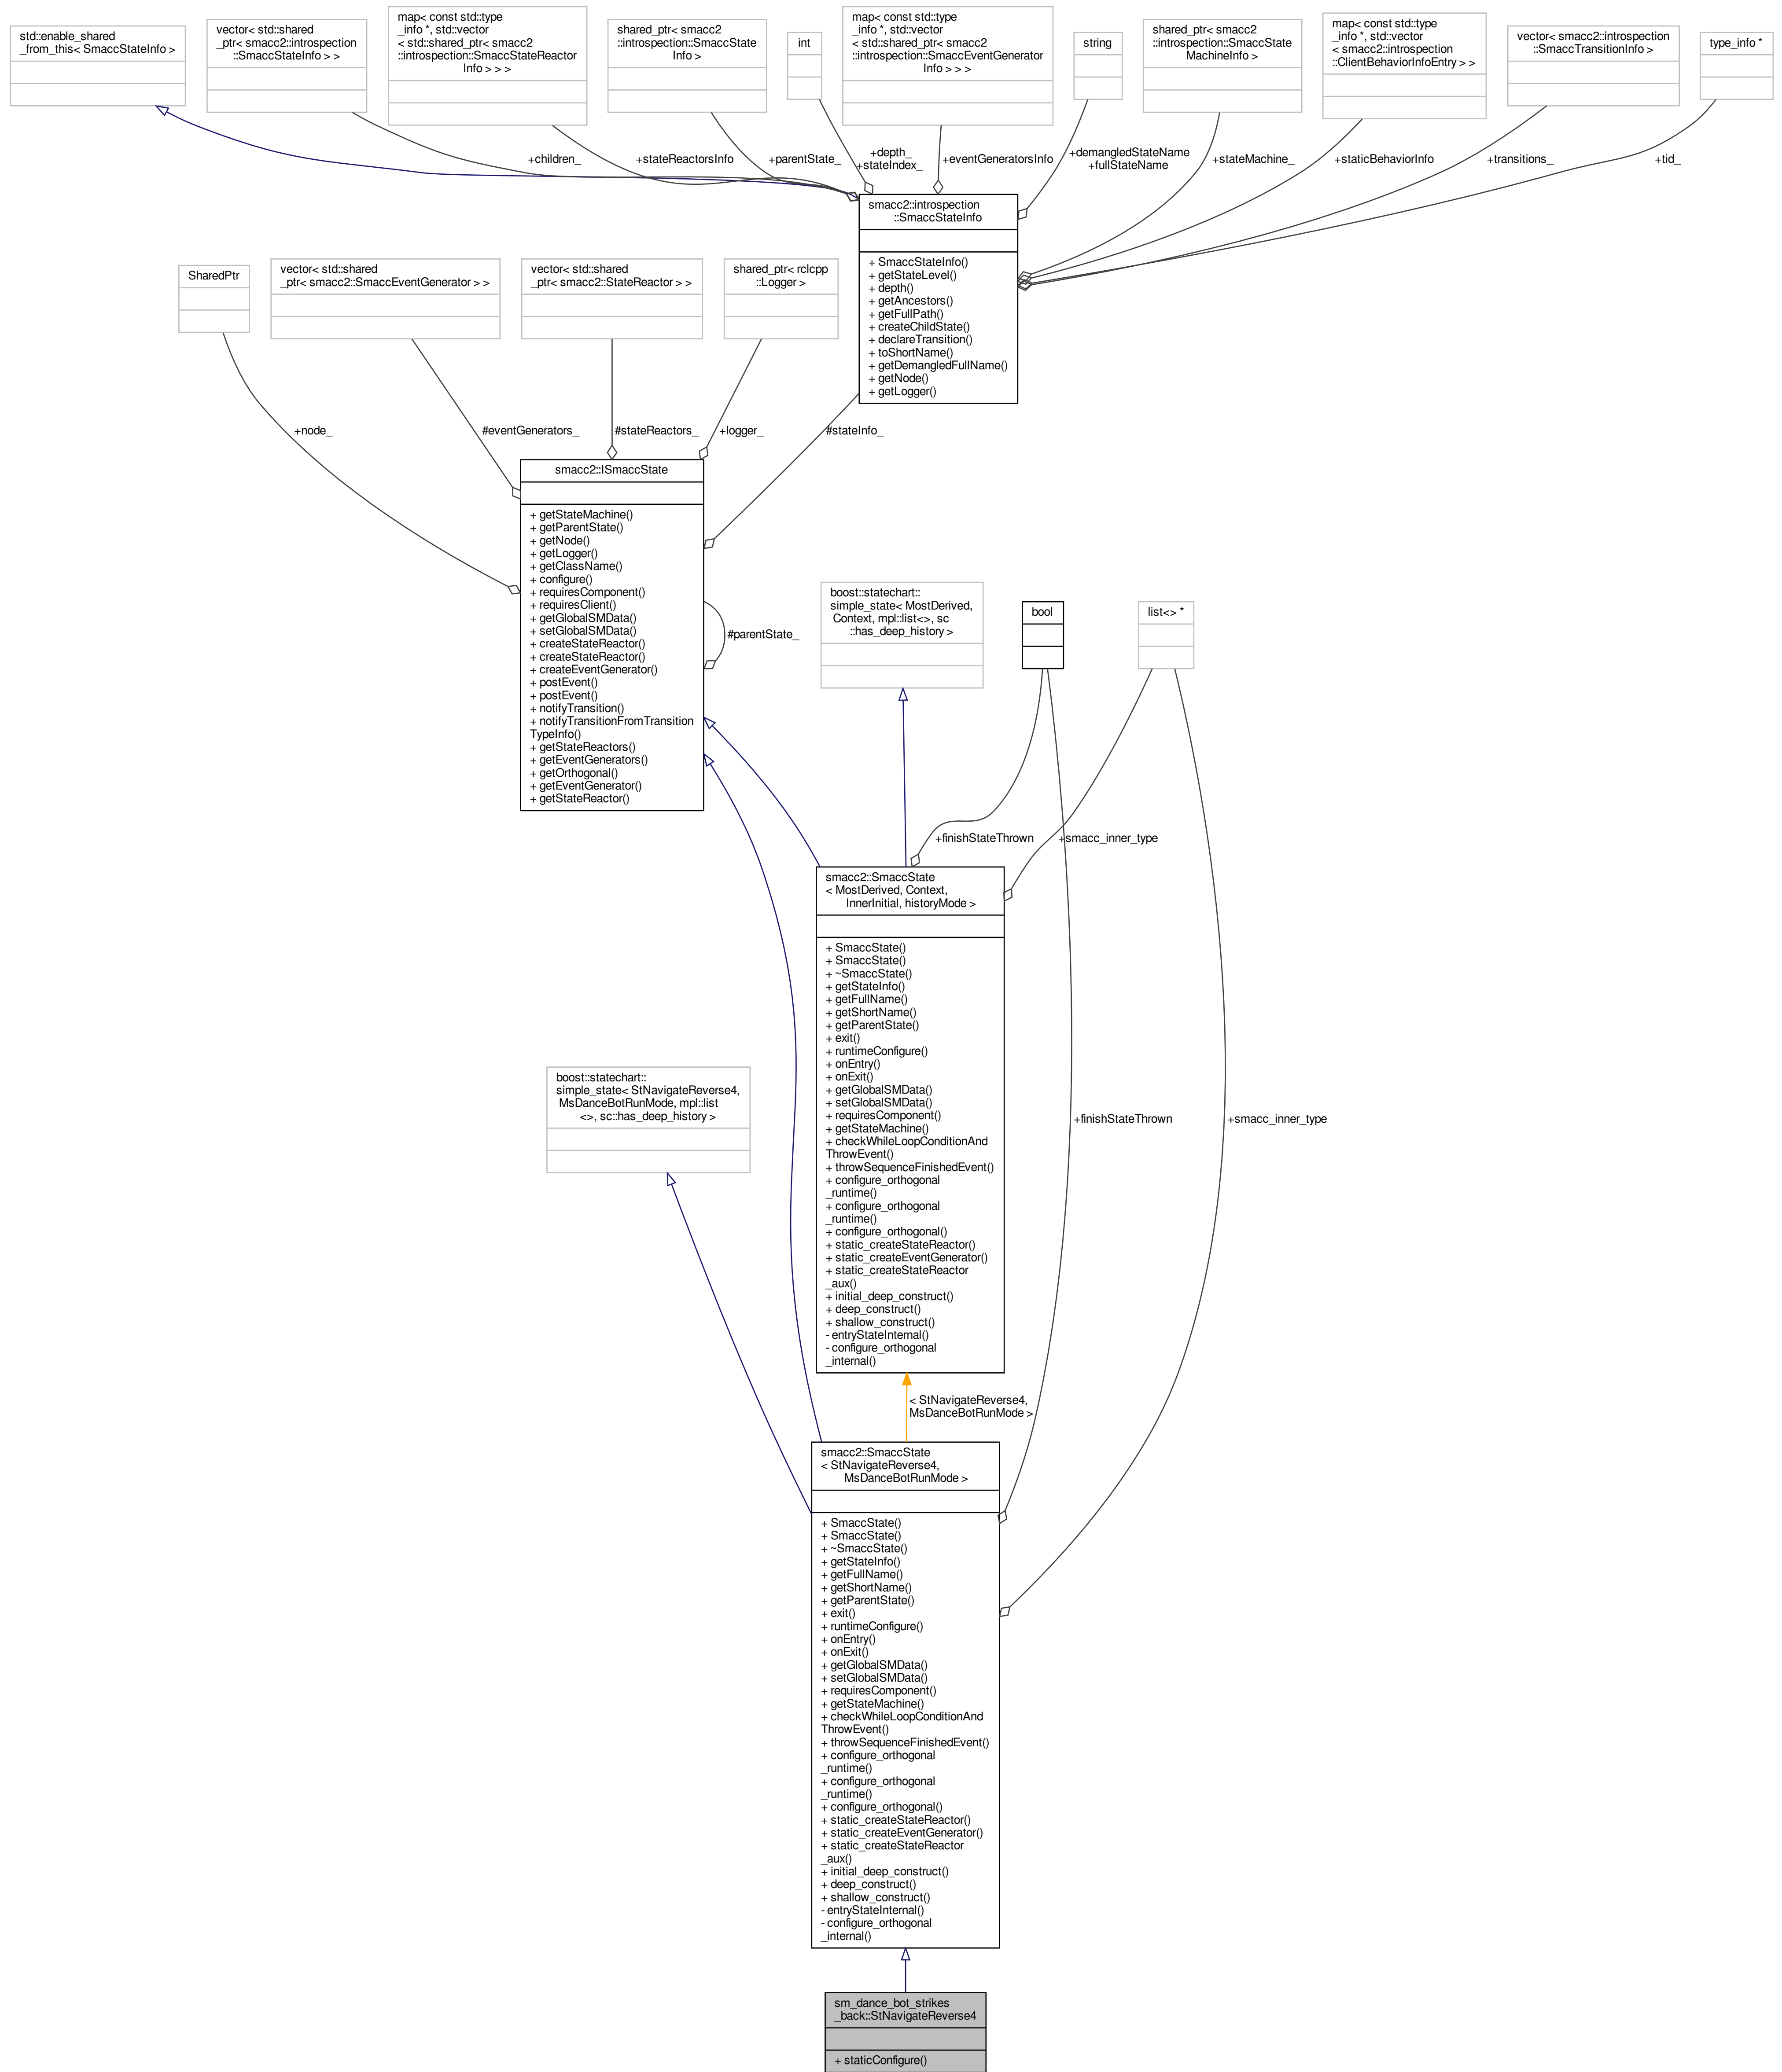 std::enable_shared
_from_this< SmaccStateInfo >
vector< std::shared
_ptr< smacc2::introspection
::SmaccStateInfo > >
map< const std::type
_info *, std::vector
< std::shared_ptr< smacc2
::introspection::SmaccStateReactor
Info > > >
shared_ptr< smacc2
::introspection::SmaccState
Info >
int
map< const std::type
_info *, std::vector
< std::shared_ptr< smacc2
::introspection::SmaccEventGenerator
Info > > >
string
shared_ptr< smacc2
::introspection::SmaccState
MachineInfo >
map< const std::type
_info *, std::vector
< smacc2::introspection
::ClientBehaviorInfoEntry > >
vector< smacc2::introspection
::SmaccTransitionInfo >
type_info *
+children_
+stateReactorsInfo
+parentState_
+depth_
+stateIndex_
+eventGeneratorsInfo
+demangledStateName
+fullStateName
+stateMachine_
+staticBehaviorInfo
+transitions_
+tid_
smacc2::introspection
::SmaccStateInfo
+ SmaccStateInfo()
+ getStateLevel()
+ depth()
+ getAncestors()
+ getFullPath()
+ createChildState()
+ declareTransition()
+ toShortName()
+ getDemangledFullName()
+ getNode()
+ getLogger()
SharedPtr
vector< std::shared
_ptr< smacc2::SmaccEventGenerator > >
vector< std::shared
_ptr< smacc2::StateReactor > >
shared_ptr< rclcpp
::Logger >
+node_
#eventGenerators_
#stateReactors_
+logger_
#stateInfo_
smacc2::ISmaccState
+ getStateMachine()
+ getParentState()
+ getNode()
+ getLogger()
+ getClassName()
+ configure()
+ requiresComponent()
+ requiresClient()
+ getGlobalSMData()
+ setGlobalSMData()
+ createStateReactor()
+ createStateReactor()
+ createEventGenerator()
+ postEvent()
+ postEvent()
+ notifyTransition()
+ notifyTransitionFromTransition
TypeInfo()
+ getStateReactors()
+ getEventGenerators()
+ getOrthogonal()
+ getEventGenerator()
+ getStateReactor()
#parentState_
boost::statechart::
simple_state< MostDerived,
Context, mpl::list<>, sc
::has_deep_history >
bool
list<> *
+finishStateThrown
+smacc_inner_type
smacc2::SmaccState
< MostDerived, Context,
InnerInitial, historyMode >
+ SmaccState()
+ SmaccState()
+ ~SmaccState()
+ getStateInfo()
+ getFullName()
+ getShortName()
+ getParentState()
+ exit()
+ runtimeConfigure()
+ onEntry()
+ onExit()
+ getGlobalSMData()
+ setGlobalSMData()
+ requiresComponent()
+ getStateMachine()
+ checkWhileLoopConditionAnd
ThrowEvent()
+ throwSequenceFinishedEvent()
+ configure_orthogonal
_runtime()
+ configure_orthogonal
_runtime()
+ configure_orthogonal()
+ static_createStateReactor()
+ static_createEventGenerator()
+ static_createStateReactor
_aux()
+ initial_deep_construct()
+ deep_construct()
+ shallow_construct()
- entryStateInternal()
- configure_orthogonal
_internal()
boost::statechart::
simple_state< StNavigateReverse4,
MsDanceBotRunMode, mpl::list
<>, sc::has_deep_history >
+finishStateThrown
+smacc_inner_type
< StNavigateReverse4,
MsDanceBotRunMode >
smacc2::SmaccState
< StNavigateReverse4,
MsDanceBotRunMode >
+ SmaccState()
+ SmaccState()
+ ~SmaccState()
+ getStateInfo()
+ getFullName()
+ getShortName()
+ getParentState()
+ exit()
+ runtimeConfigure()
+ onEntry()
+ onExit()
+ getGlobalSMData()
+ setGlobalSMData()
+ requiresComponent()
+ getStateMachine()
+ checkWhileLoopConditionAnd
ThrowEvent()
+ throwSequenceFinishedEvent()
+ configure_orthogonal
_runtime()
+ configure_orthogonal
_runtime()
+ configure_orthogonal()
+ static_createStateReactor()
+ static_createEventGenerator()
+ static_createStateReactor
_aux()
+ initial_deep_construct()
+ deep_construct()
+ shallow_construct()
- entryStateInternal()
- configure_orthogonal
_internal()
sm_dance_bot_strikes
_back::StNavigateReverse4
+ staticConfigure()